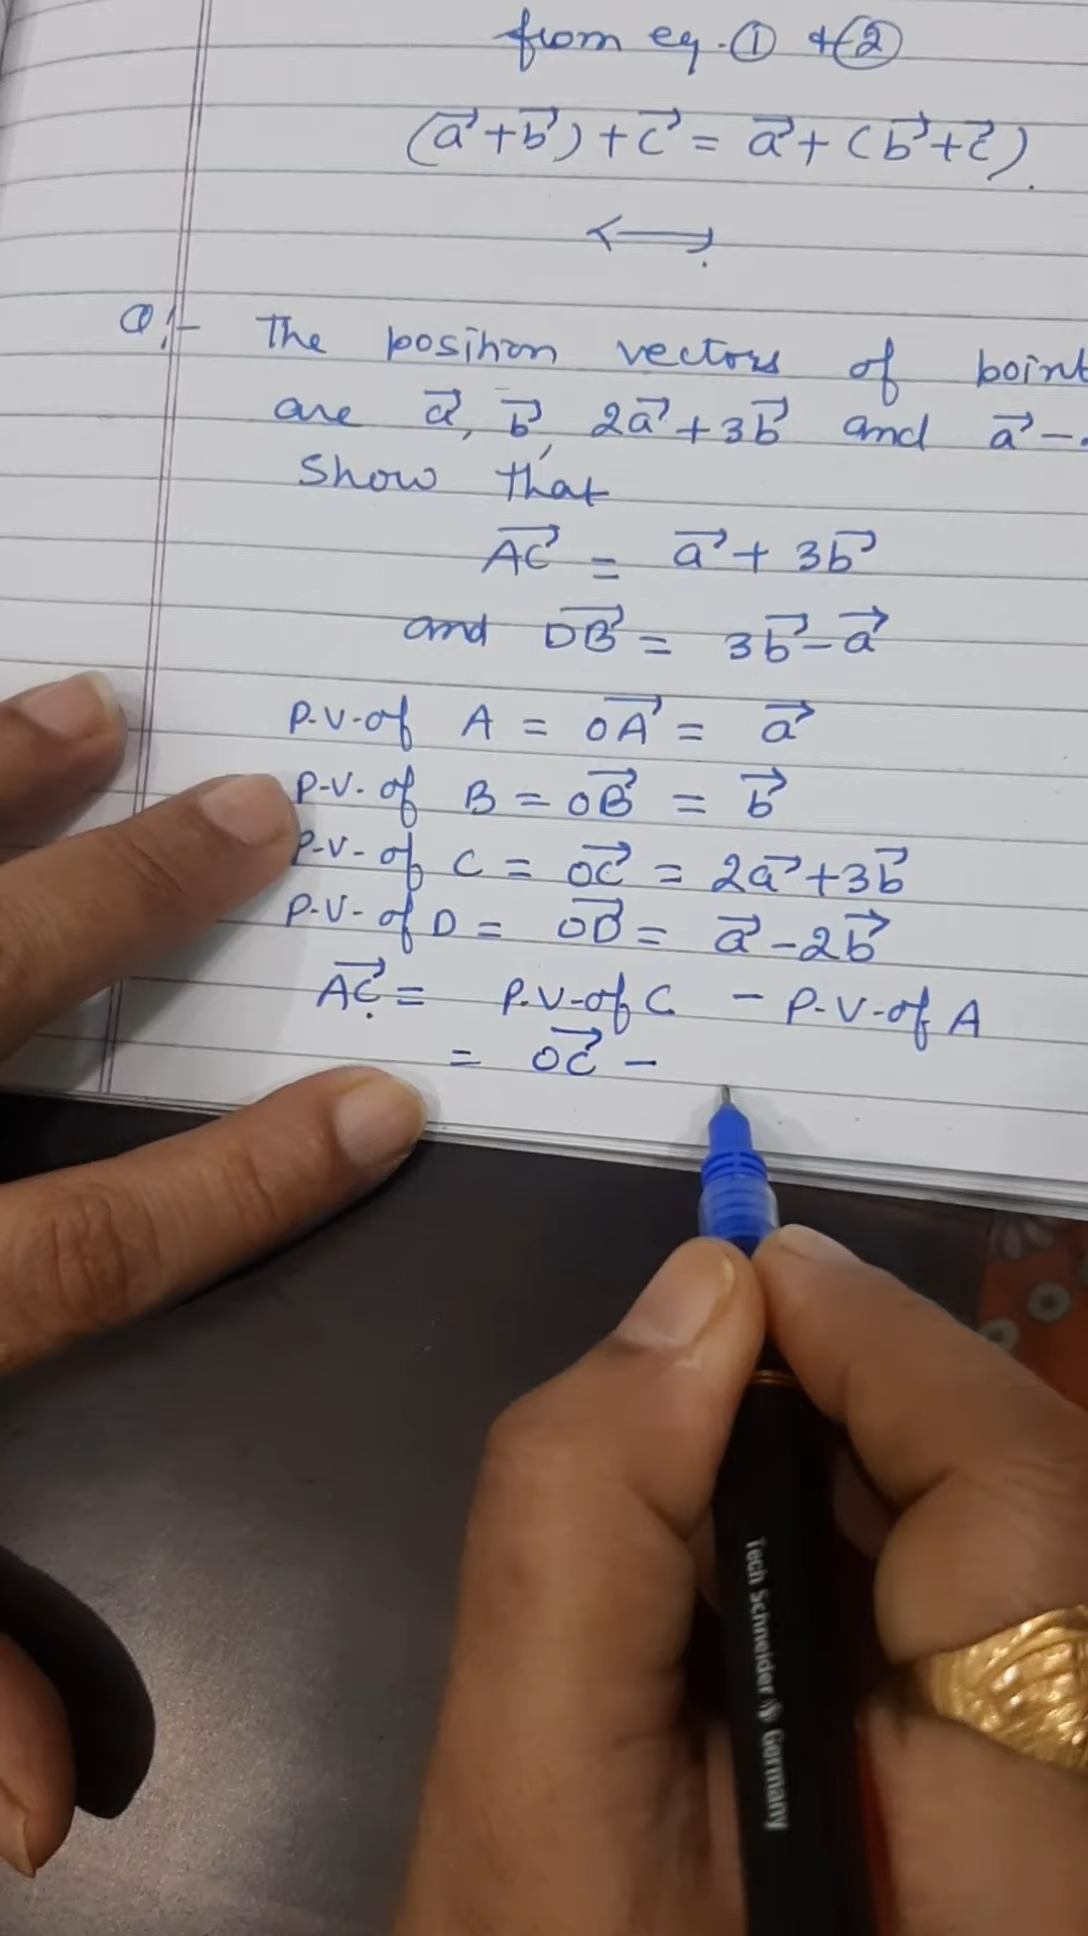 from eq. ① & ②
(a⃗ + b⃗) + c⃗ = a⃗ + (b⃗ + c⃗).
⟷
Q:- The position vectors of point
are a⃗, b⃗, 2a⃗ + 3b⃗ and a⃗ -
Show that
AC⃗ = a⃗ + 3b⃗
and DB⃗ = 3b⃗ - a⃗
P.V. of A = OA⃗ = a⃗
P.V. of B = OB⃗ = b⃗
P.V. of C = OC⃗ = 2a⃗ + 3b⃗
P.V. of D = OD⃗ = a⃗ - 2b⃗
AC⃗ = P.V. of C - P.V. of A
= OC⃗ -
Tech Schneider Germany